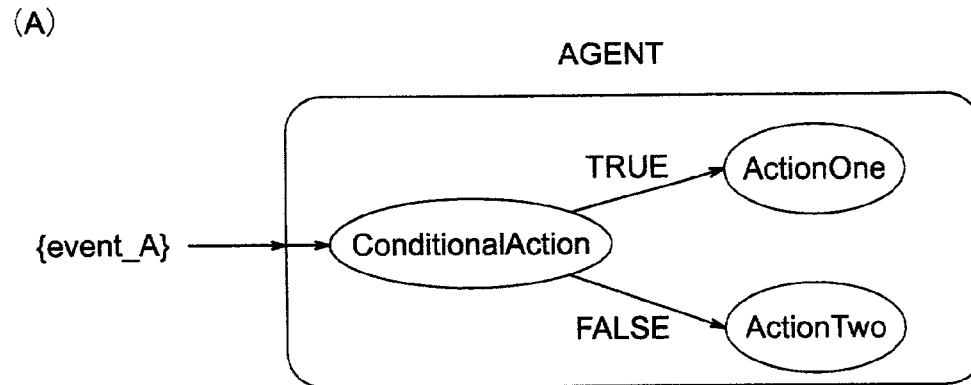 (A)
AGENT
TRUE
ActionOne
{event_A}
ConditionalAction
FALSE
ActionTwo